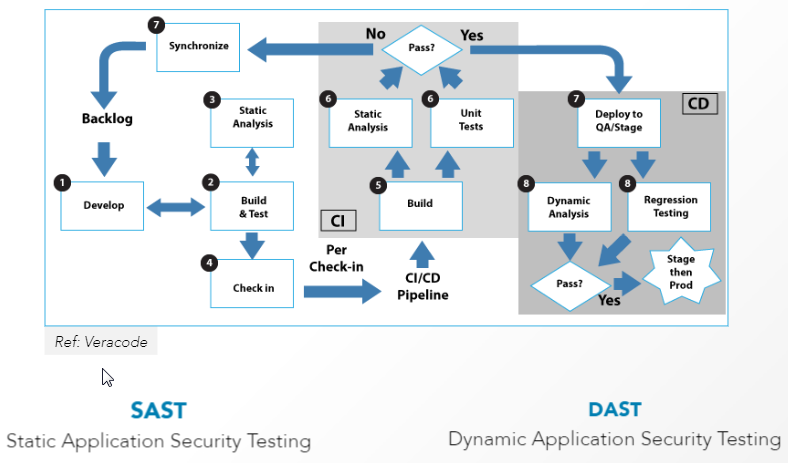 7
Synchronize
No
Pass?
Yes
Backlog
3
Static
Analysis
6
Static
Analysis
6
Unit
Tests
7
Deploy to
QA/Stage
CD
1
Develop
2
Build
& Test
5
Build
CI
8
Dynamic
Analysis
8
Regression
Testing
4
Check in
Per
Check-in
CI/CD
Pipeline
Pass?
Yes
Stage
then
Prod
Ref: Veracode
SAST
Static Application Security Testing
DAST
Dynamic Application Security Testing